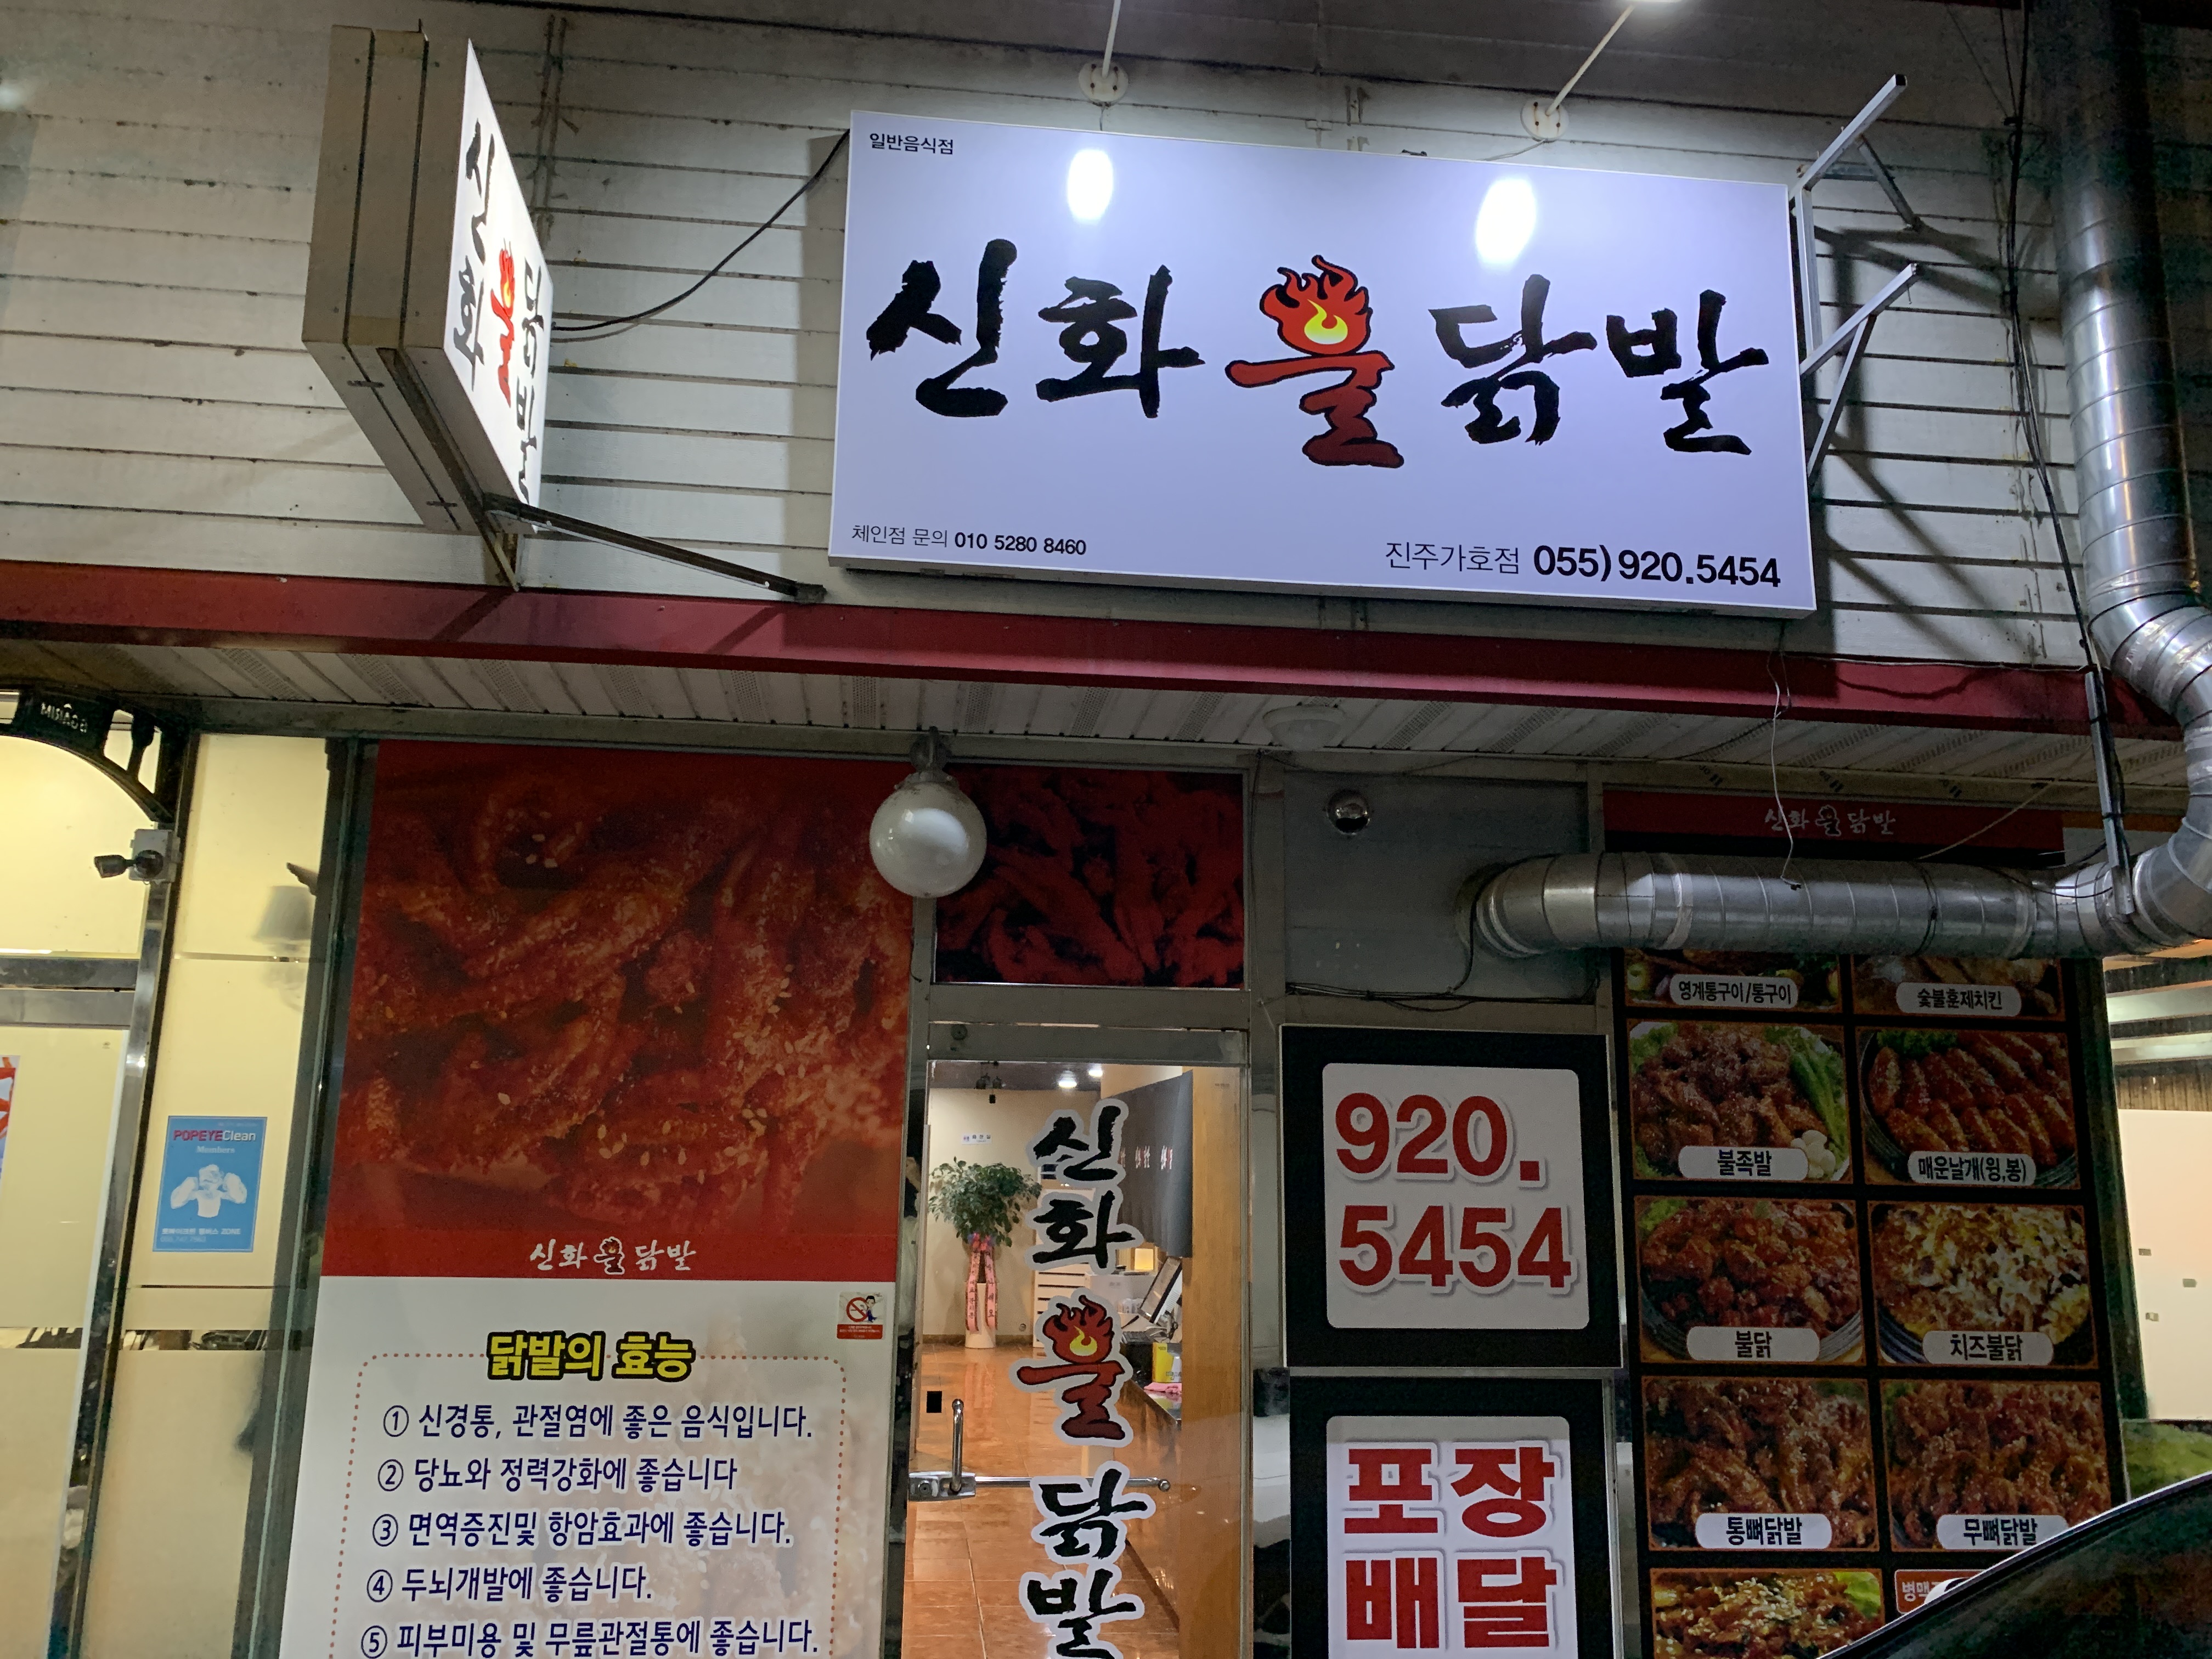 일반음식점
신화불닭발
체인점 문의 010 5280 8460
진주가호점 055) 920.5454
신화
불닭발
신화불닭발
닭발의 효능
① 신경통, 관절염에 좋은 음식입니다.
② 당뇨와 정력강화에 좋습니다
③ 면역증진및 항암효과에 좋습니다.
④ 두뇌개발에 좋습니다.
⑤ 피부미용 및 무릎관절통에 좋습니다.
POPEYE Clean
Members
신화
불
닭
발
920.
5454
포장
배달
신화불닭발
영계통구이/통구이
숯불훈제치킨
불족발
매운날개(윙,봉)
불닭
치즈불닭
통뼈닭발
무뼈닭발
병맥